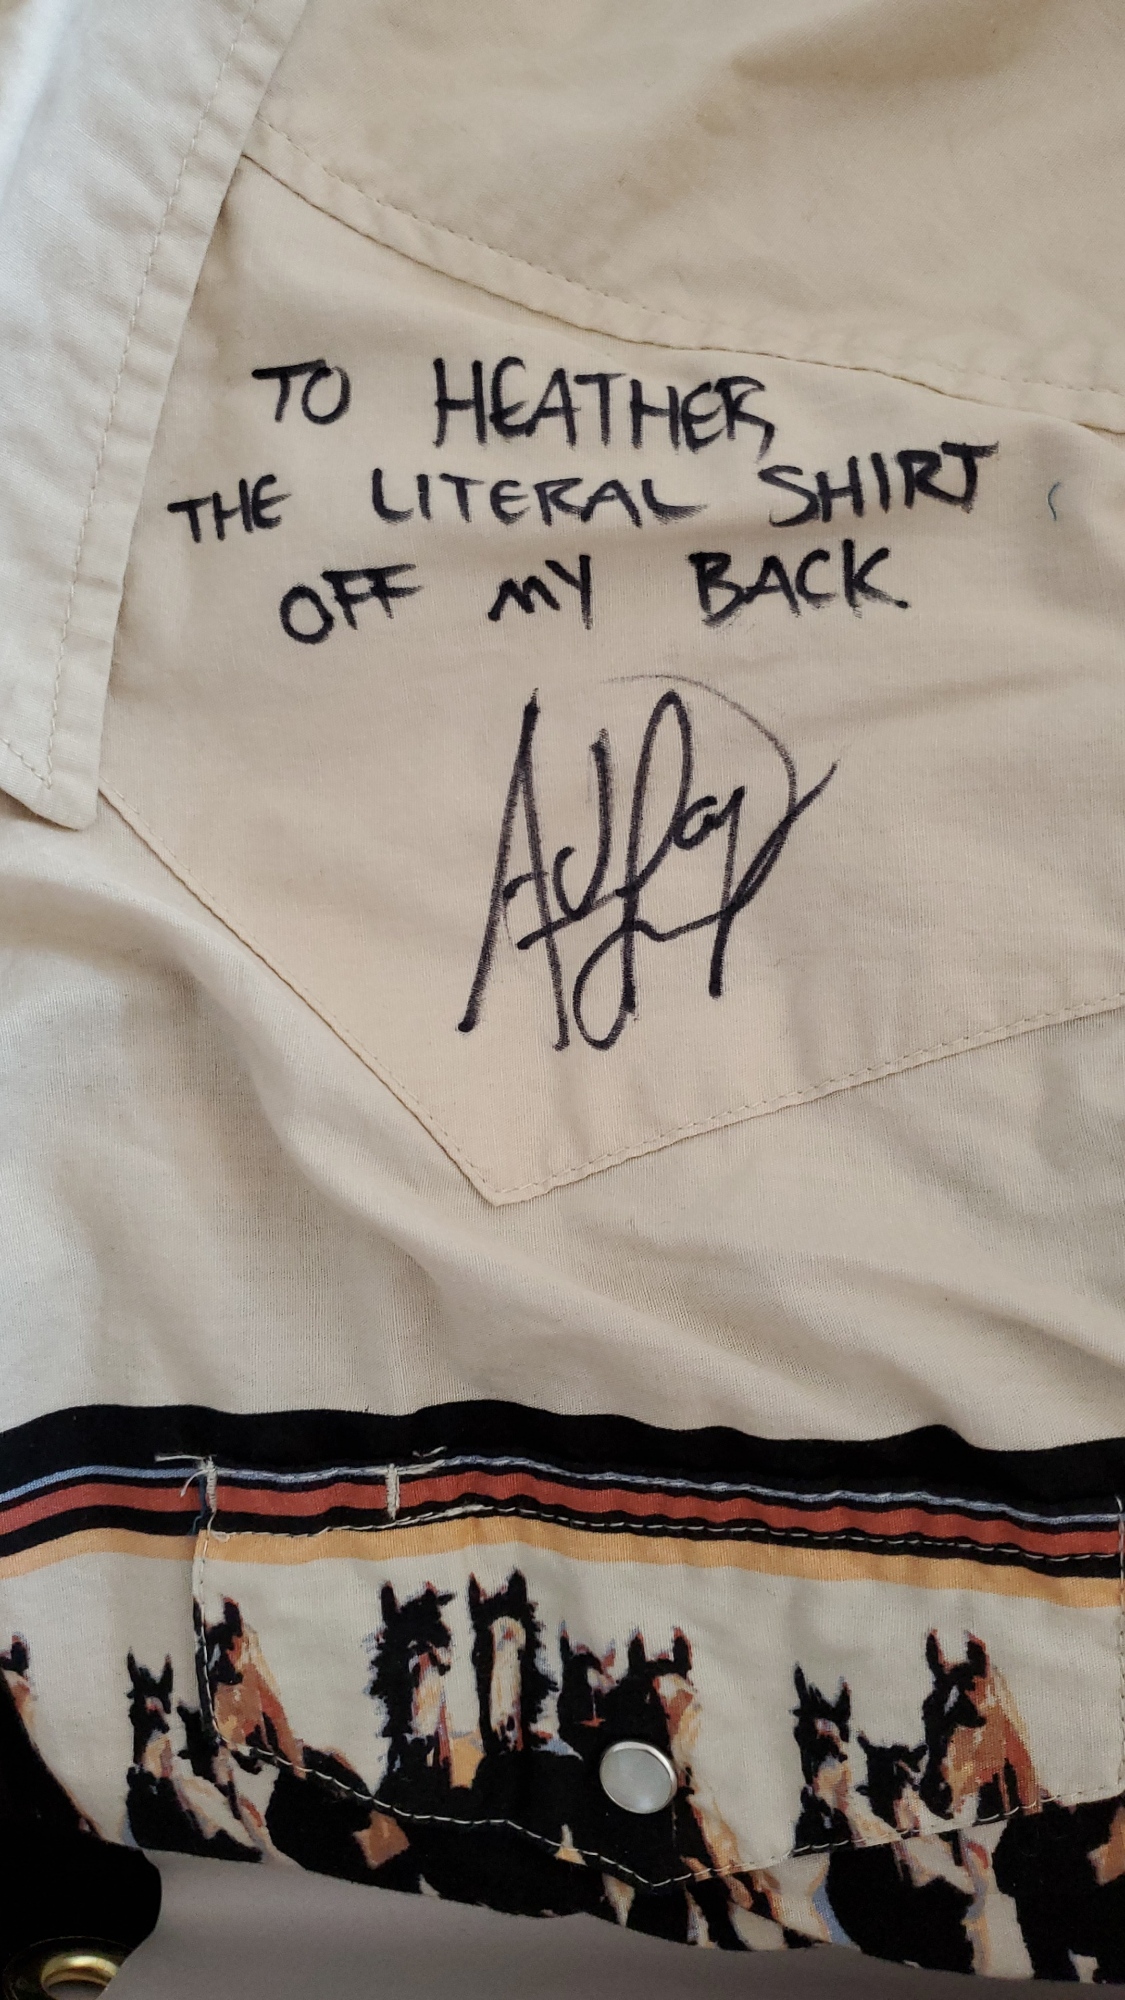 TO HEATHER,
THE LITERAL SHIRT
OFF MY BACK